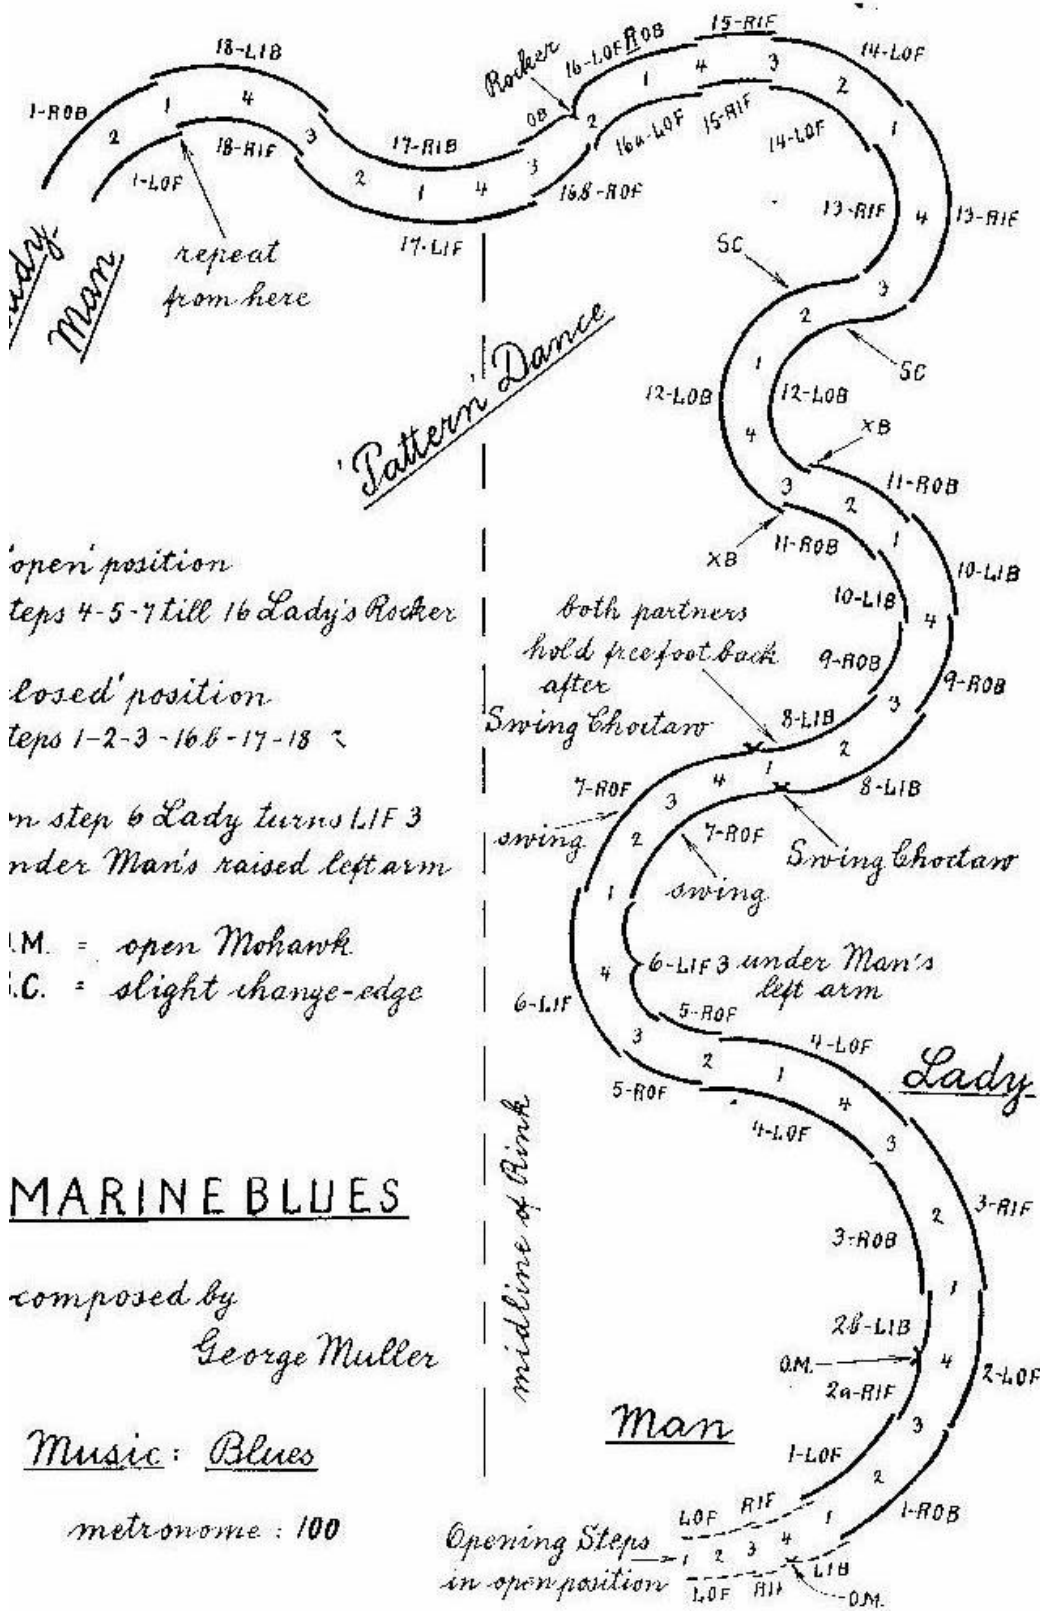 18-LIB
1-ROB
1
4
2
3
18-RIF
1-LOF
repeat
from here
Man
17-RIB
2
1
4
3
17-LIF
16b-ROF
OB
Rocker
16-LOFROB
2
1
4
3
2
15-RIF
14-LOF
16a-LOF
15-RIF
14-LOF
1
13-RIF
4
13-RIF
3
SC
2
SC
1
12-LOB
12-LOB
4
XB
3
11-ROB
2
XB
11-ROB
1
10-LIB
10-LIB
4
9-ROB
9-ROB
3
'Pattern' Dance
'open' position
teps 4-5-7 till 16 Lady's Rocker
losed' position
teps 1-2-3-16b-17-18
n step 6 Lady turns LIF 3
nder Man's raised left arm
.M. = open Mohawk
.C. = slight change-edge
both partners
hold free foot back
after
Swing Choctaw
8-LIB
2
8-LIB
1
4
7-ROF
3
swing
2
7-ROF
swing
Swing Choctaw
1
4
6-LIF
6-LIF 3 under Man's
left arm
5-ROF
3
2
5-ROF
4-LOF
1
4
4-LOF
3
Lady
3-RIF
2
3-ROB
1
2b-LIB
O.M.
4
2a-RIF
2-LOF
3
Man
1-LOF
2
1-ROB
1
MARINE BLUES
composed by
George Muller
Music: Blues
metronome: 100
midline of Rink
Opening Steps
in open position
LOF RIF
1 2 3 4
LOF RIF LIB
O.M.